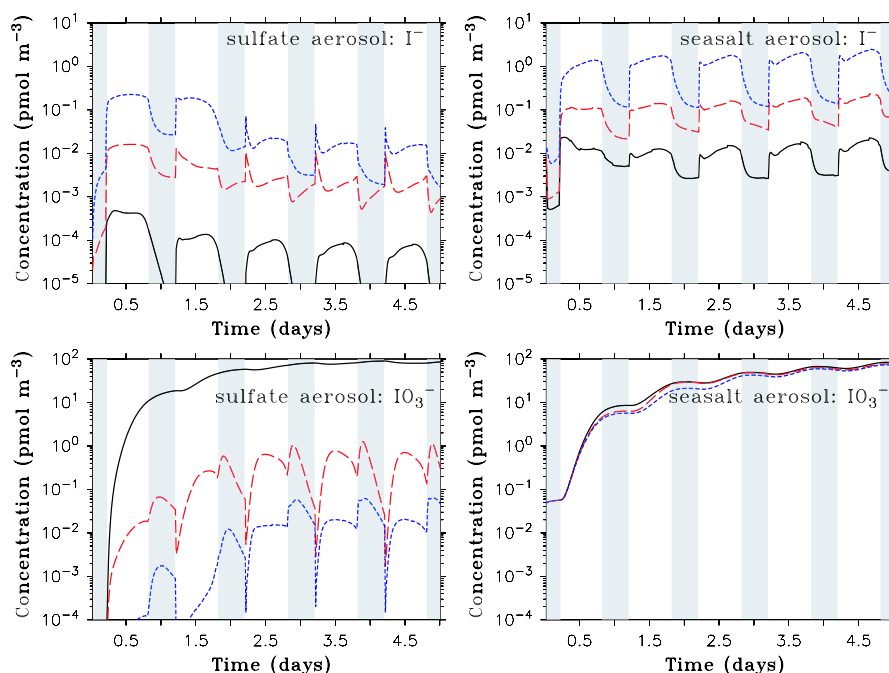 sulfate aerosol: I⁻
Concentration (pmol m⁻³)
10¹
10⁰
10⁻¹
10⁻²
10⁻³
10⁻⁴
10⁻⁵
0.5 1.5 2.5 3.5 4.5
Time (days)
seasalt aerosol: I⁻
Concentration (pmol m⁻³)
10¹
10⁰
10⁻¹
10⁻²
10⁻³
10⁻⁴
10⁻⁵
0.5 1.5 2.5 3.5 4.5
Time (days)
sulfate aerosol: IO₃⁻
Concentration (pmol m⁻³)
10²
10¹
10⁰
10⁻¹
10⁻²
10⁻³
10⁻⁴
0.5 1.5 2.5 3.5 4.5
Time (days)
seasalt aerosol: IO₃⁻
Concentration (pmol m⁻³)
10²
10¹
10⁰
10⁻¹
10⁻²
10⁻³
10⁻⁴
0.5 1.5 2.5 3.5 4.5
Time (days)